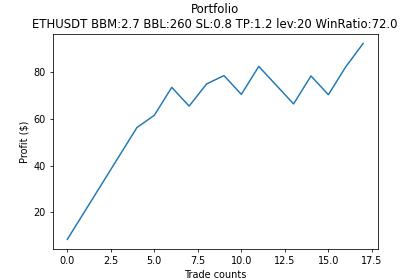 Portfolio
ETHUSDT BBM:2.7 BBL:260 SL:0.8 TP:1.2 lev:20 WinRatio:72.0
80
60
40
20
Profit ($)
0.0 2.5 5.0 7.5 10.0 12.5 15.0 17.5
Trade counts